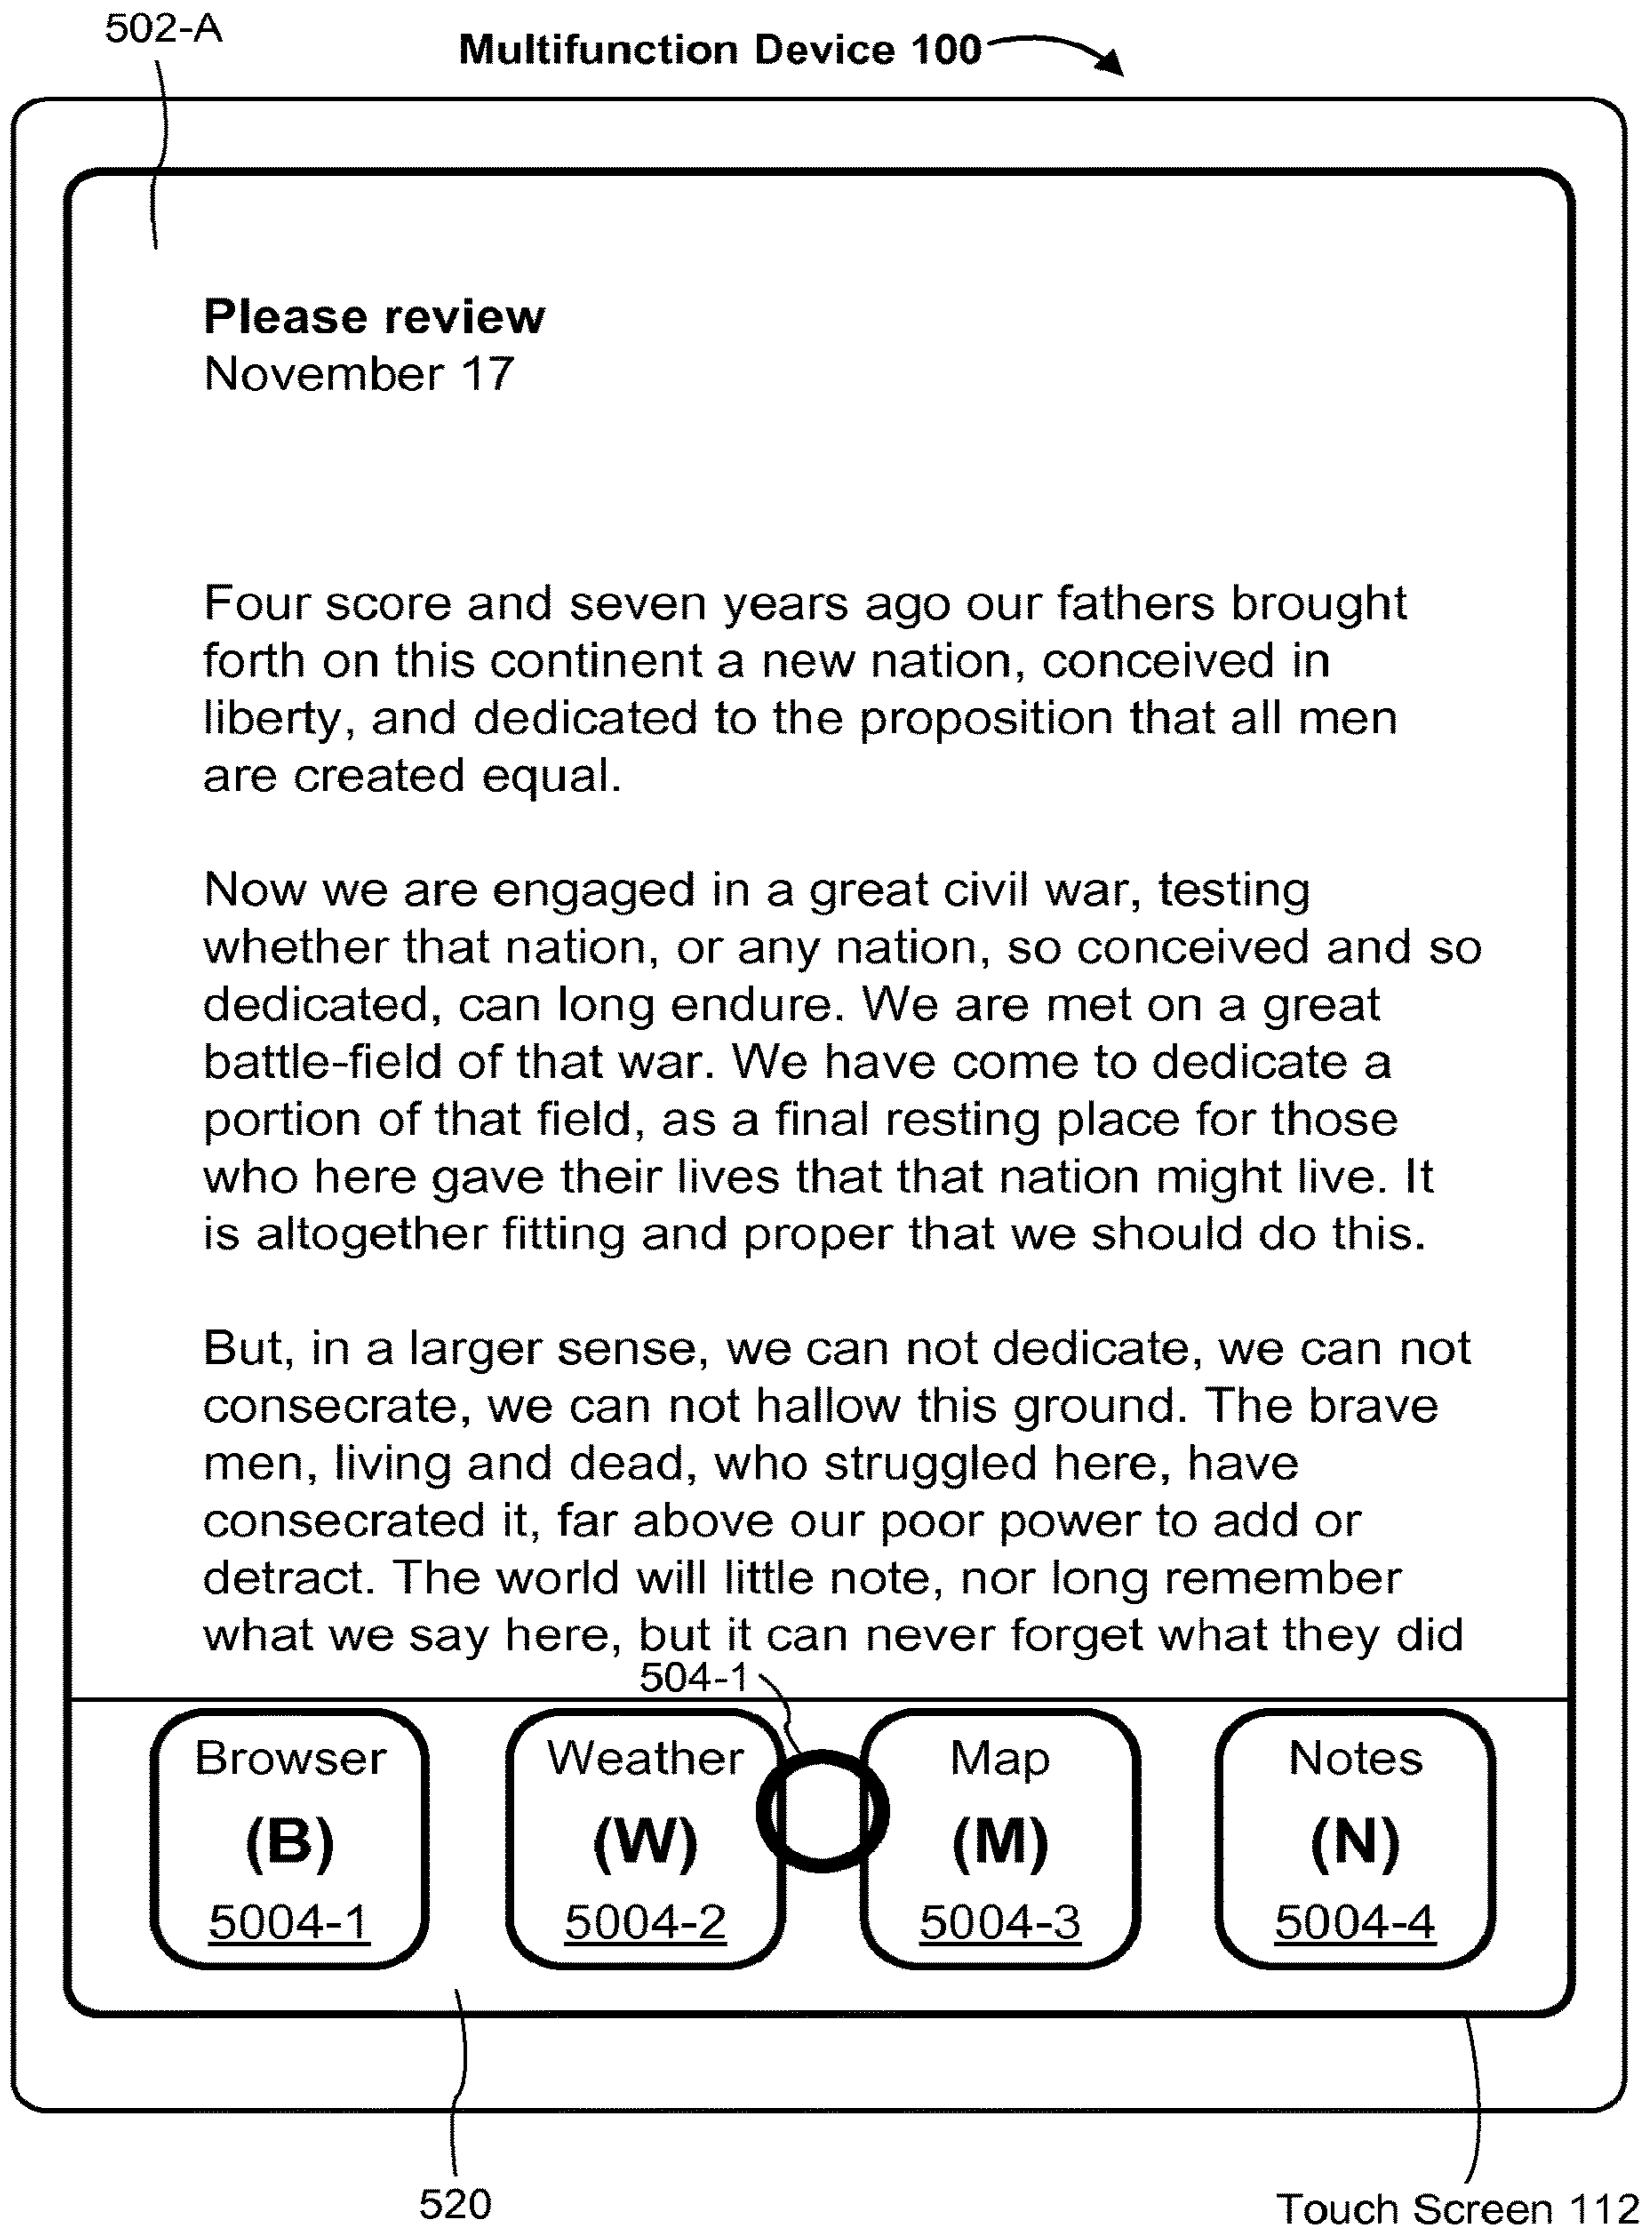 502-A
Multifunction Device 100
Please review
November 17
Four score and seven years ago our fathers brought
forth on this continent a new nation, conceived in
liberty, and dedicated to the proposition that all men
are created equal.
Now we are engaged in a great civil war, testing
whether that nation, or any nation, so conceived and so
dedicated, can long endure. We are met on a great
battle-field of that war. We have come to dedicate a
portion of that field, as a final resting place for those
who here gave their lives that that nation might live. It
is altogether fitting and proper that we should do this.
But, in a larger sense, we can not dedicate, we can not
consecrate, we can not hallow this ground. The brave
men, living and dead, who struggled here, have
consecrated it, far above our poor power to add or
detract. The world will little note, nor long remember
what we say here, but it can never forget what they did
504-1
Browser
(B)
5004-1
Weather
(W)
5004-2
Map
(M)
5004-3
Notes
(N)
5004-4
520
Touch Screen 112